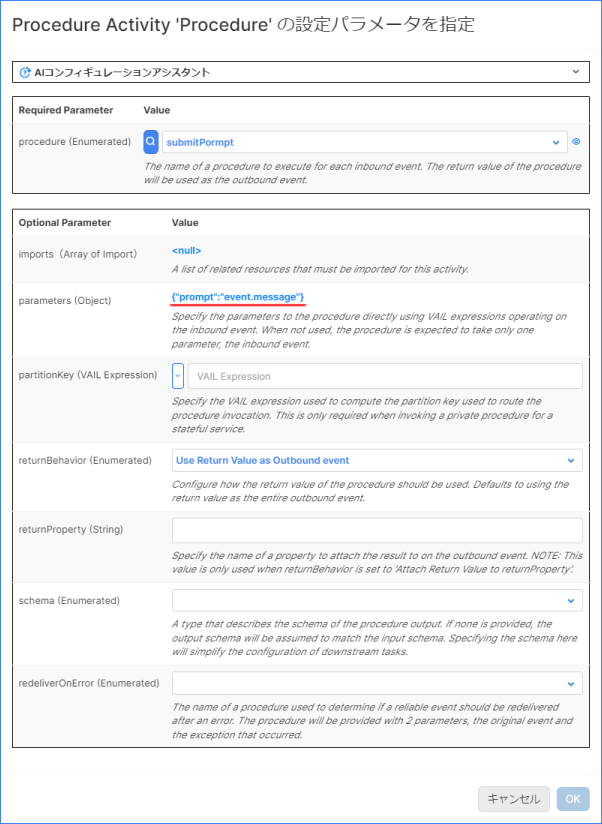 Procedure Activity 'Procedure' の設定パラメータを指定
AIコンフィギュレーションアシスタント
Required Parameter Value
procedure (Enumerated) submitPormpt
The name of a procedure to execute for each inbound event. The return value of the procedure
will be used as the outbound event.
Optional Parameter Value
imports (Array of Import) <null>
A list of related resources that must be imported for this activity.
parameters (Object) {"prompt":"event.message"}
Specify the parameters to the procedure directly using VAIL expressions operating on
the inbound event. When not used, the procedure is expected to take only one
parameter, the inbound event.
partitionKey (VAIL Expression) VAIL Expression
Specify the VAIL expression used to compute the partition key used to route the
procedure invocation. This is only required when invoking a private procedure for a
stateful service.
returnBehavior (Enumerated) Use Return Value as Outbound event
Configure how the return value of the procedure should be used. Defaults to using the
return value as the entire outbound event.
returnProperty (String)
Specify the name of a property to attach the result to on the outbound event. NOTE: This
value is only used when returnBehavior is set to 'Attach Return Value to returnProperty'.
schema (Enumerated)
A type that describes the schema of the procedure output. If none is provided, the
output schema will be assumed to match the input schema. Specifying the schema here
will simplify the configuration of downstream tasks.
redeliverOnError (Enumerated)
The name of a procedure used to determine if a reliable event should be redelivered
after an error. The procedure will be provided with 2 parameters, the original event and
the exception that occurred.
キャンセル OK